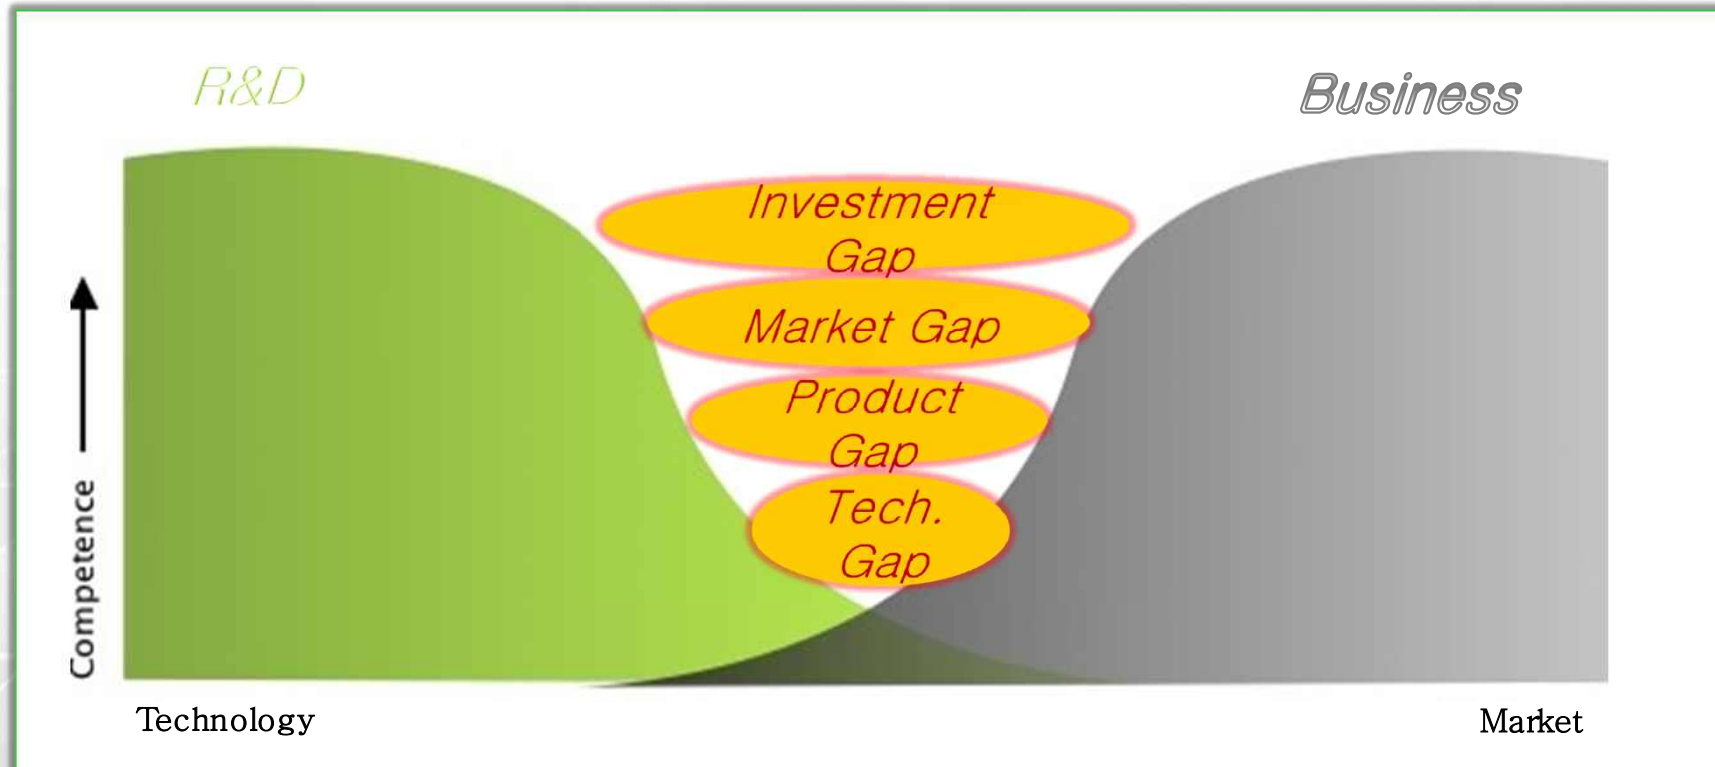 R&D
Business
Investment
Gap
Market Gap
Product
Gap
Tech.
Gap
Competence
Technology
Market